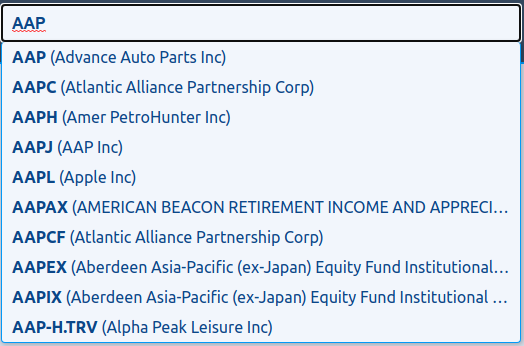 AAP
AAP (Advance Auto Parts Inc)
AAPC (Atlantic Alliance Partnership Corp)
AAPH (Amer PetroHunter Inc)
AAPJ (AAP Inc)
AAPL (Apple Inc)
AAPAX (AMERICAN BEACON RETIREMENT INCOME AND APPRECI...
AAPCF (Atlantic Alliance Partnership Corp)
AAPEX (Aberdeen Asia-Pacific (ex-Japan) Equity Fund Institutional...
AAPIX (Aberdeen Asia-Pacific (ex-Japan) Equity Fund Institutional ...
AAP-H.TRV (Alpha Peak Leisure Inc)